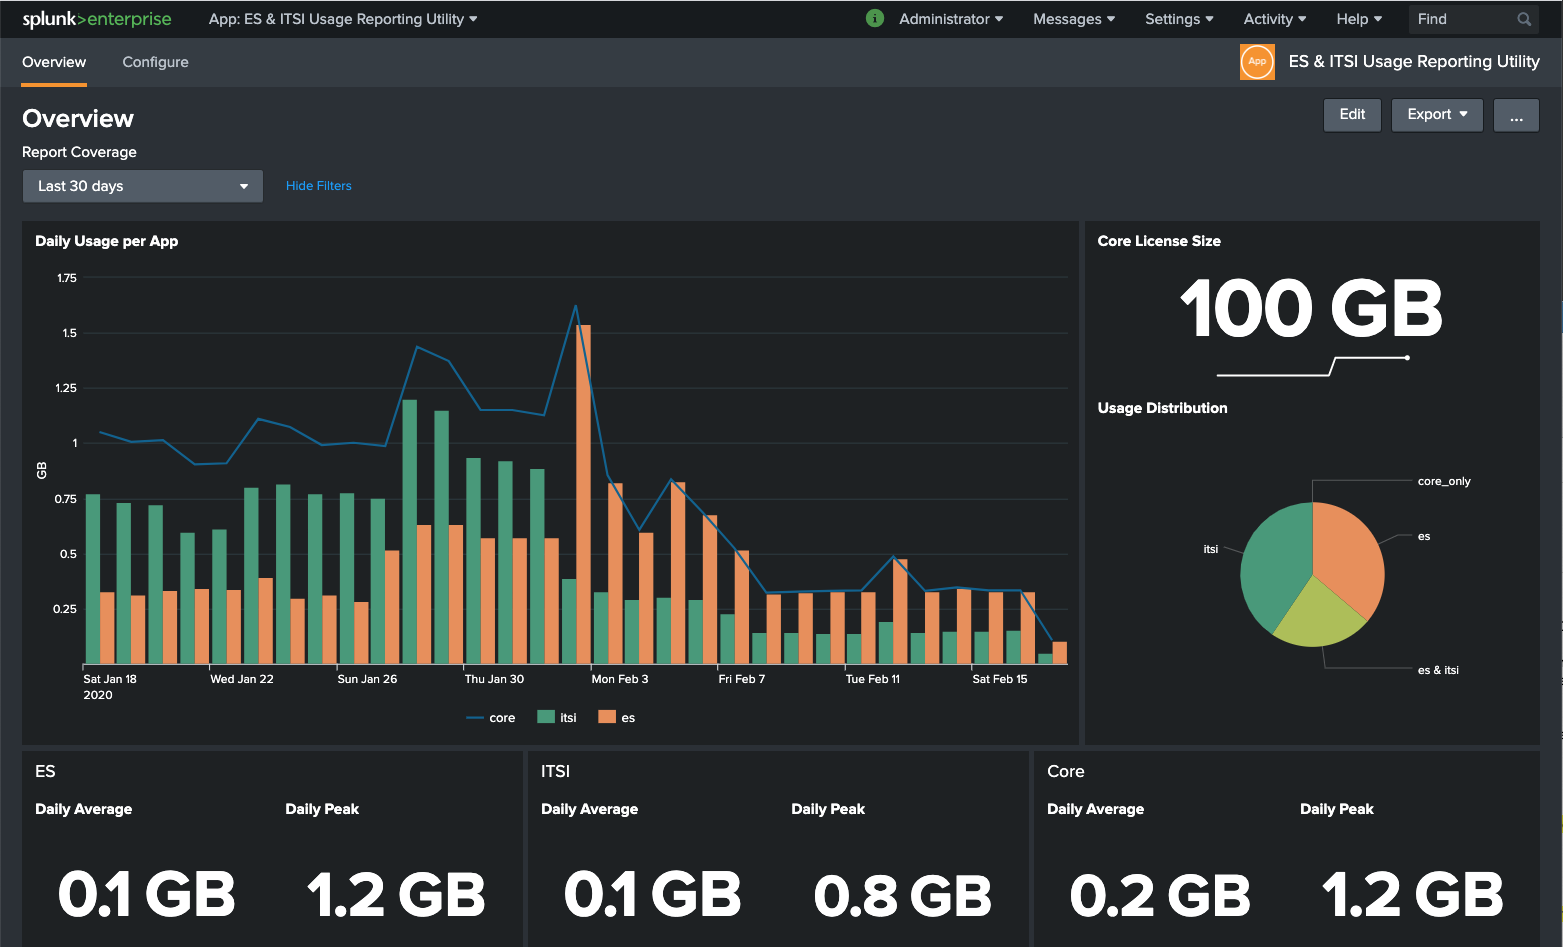 splunk>enterprise App: ES & ITSI Usage Reporting Utility i Administrator Messages Settings Activity Help Find
Overview Configure App ES & ITSI Usage Reporting Utility
Overview
Edit Export ...
Report Coverage
Last 30 days Hide Filters
Daily Usage per App
1.75
1.5
1.25
1
0.75
0.5
0.25
GB
Sat Jan 18 Wed Jan 22 Sun Jan 26 Thu Jan 30 Mon Feb 3 Fri Feb 7 Tue Feb 11 Sat Feb 15
2020
core itsi es
Core License Size
100 GB
Usage Distribution
core_only
es
itsi
es & itsi
ES
Daily Average Daily Peak
0.1 GB 1.2 GB
ITSI
Daily Average Daily Peak
0.1 GB 0.8 GB
Core
Daily Average Daily Peak
0.2 GB 1.2 GB